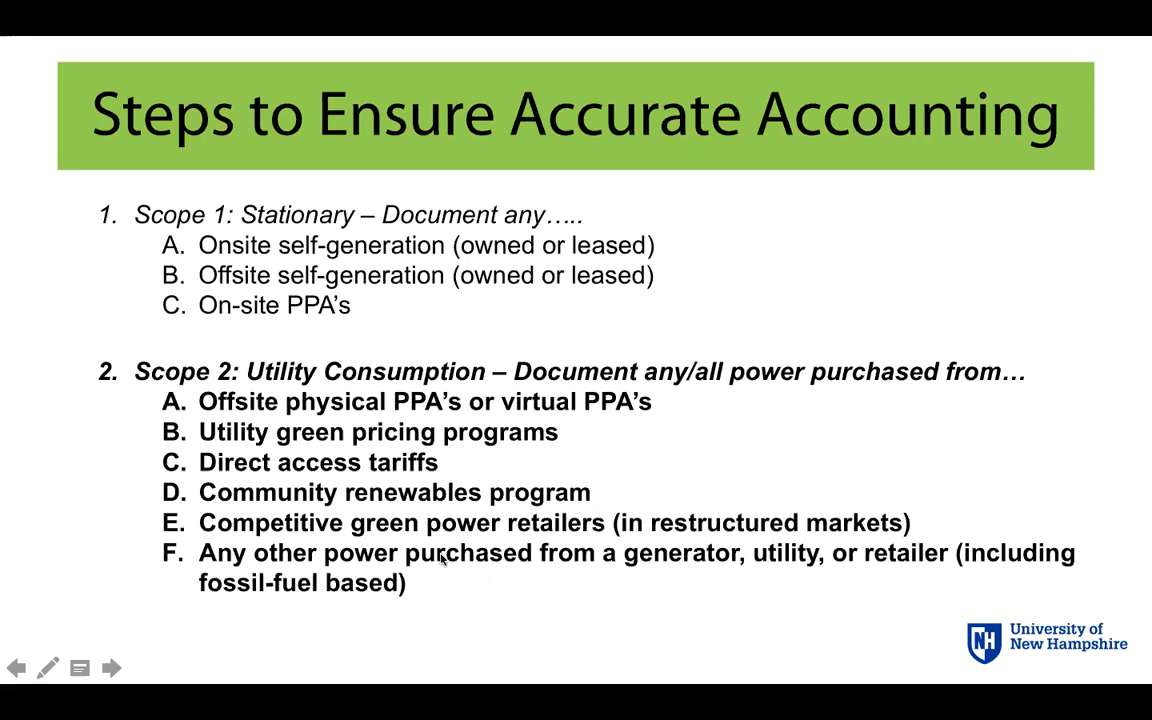 Steps to Ensure Accurate Accounting
1. Scope 1: Stationary – Document any…..
A. Onsite self-generation (owned or leased)
B. Offsite self-generation (owned or leased)
C. On-site PPA’s
2. Scope 2: Utility Consumption – Document any/all power purchased from…
A. Offsite physical PPA’s or virtual PPA’s
B. Utility green pricing programs
C. Direct access tariffs
D. Community renewables program
E. Competitive green power retailers (in restructured markets)
F. Any other power purchased from a generator, utility, or retailer (including
fossil-fuel based)
NH
University of
New Hampshire